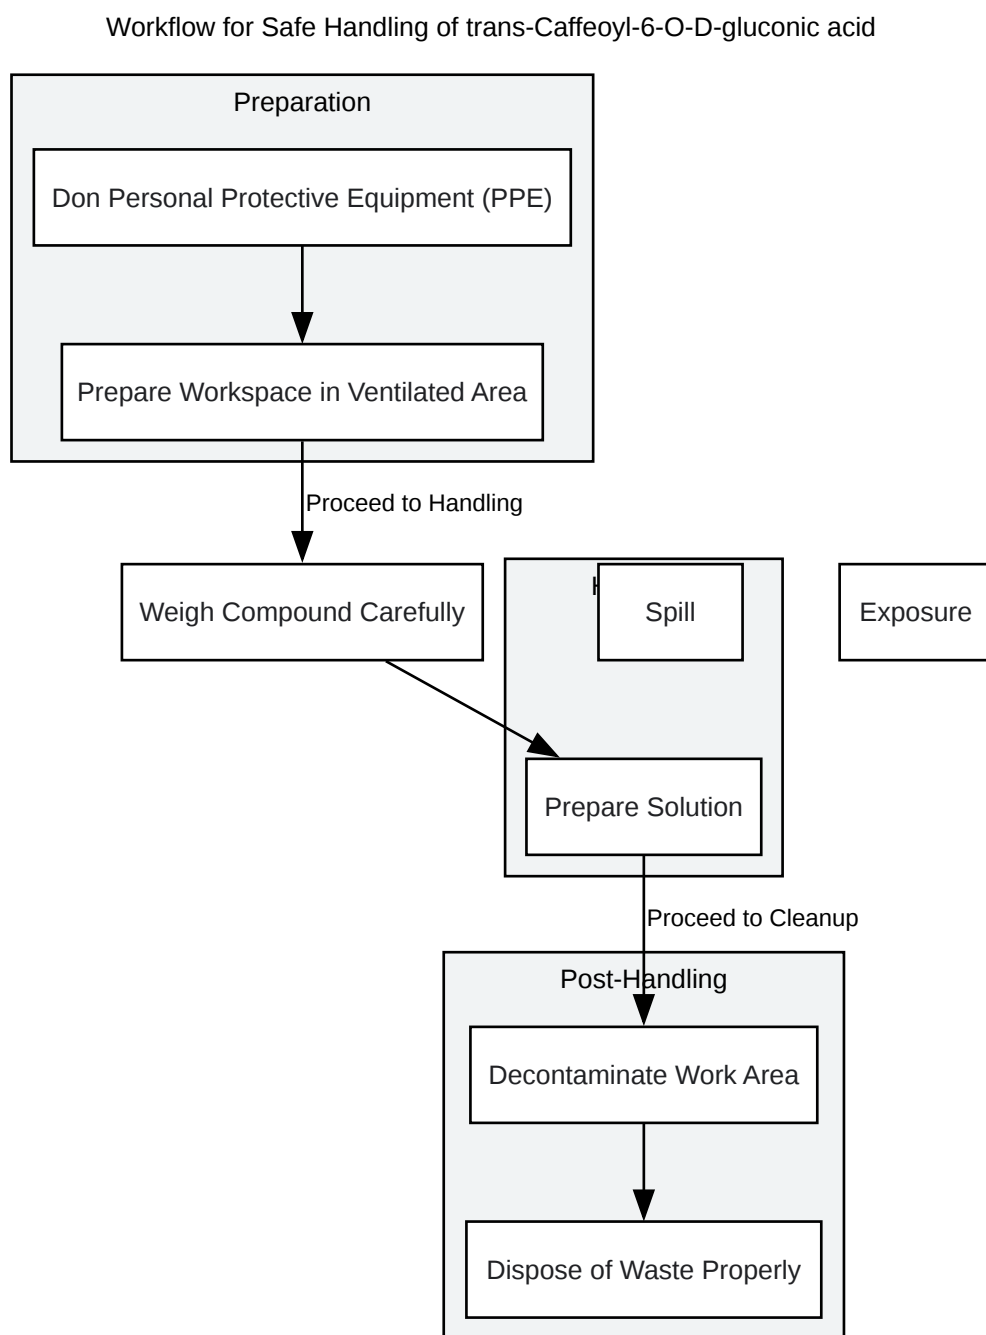 Workflow for Safe Handling of trans-Caffeoyl-6-O-D-gluconic acid
Preparation
Don Personal Protective Equipment (PPE)
Prepare Workspace in Ventilated Area
Proceed to Handling
Weigh Compound Carefully
Spill
Exposure
Prepare Solution
Proceed to Cleanup
Post-Handling
Decontaminate Work Area
Dispose of Waste Properly